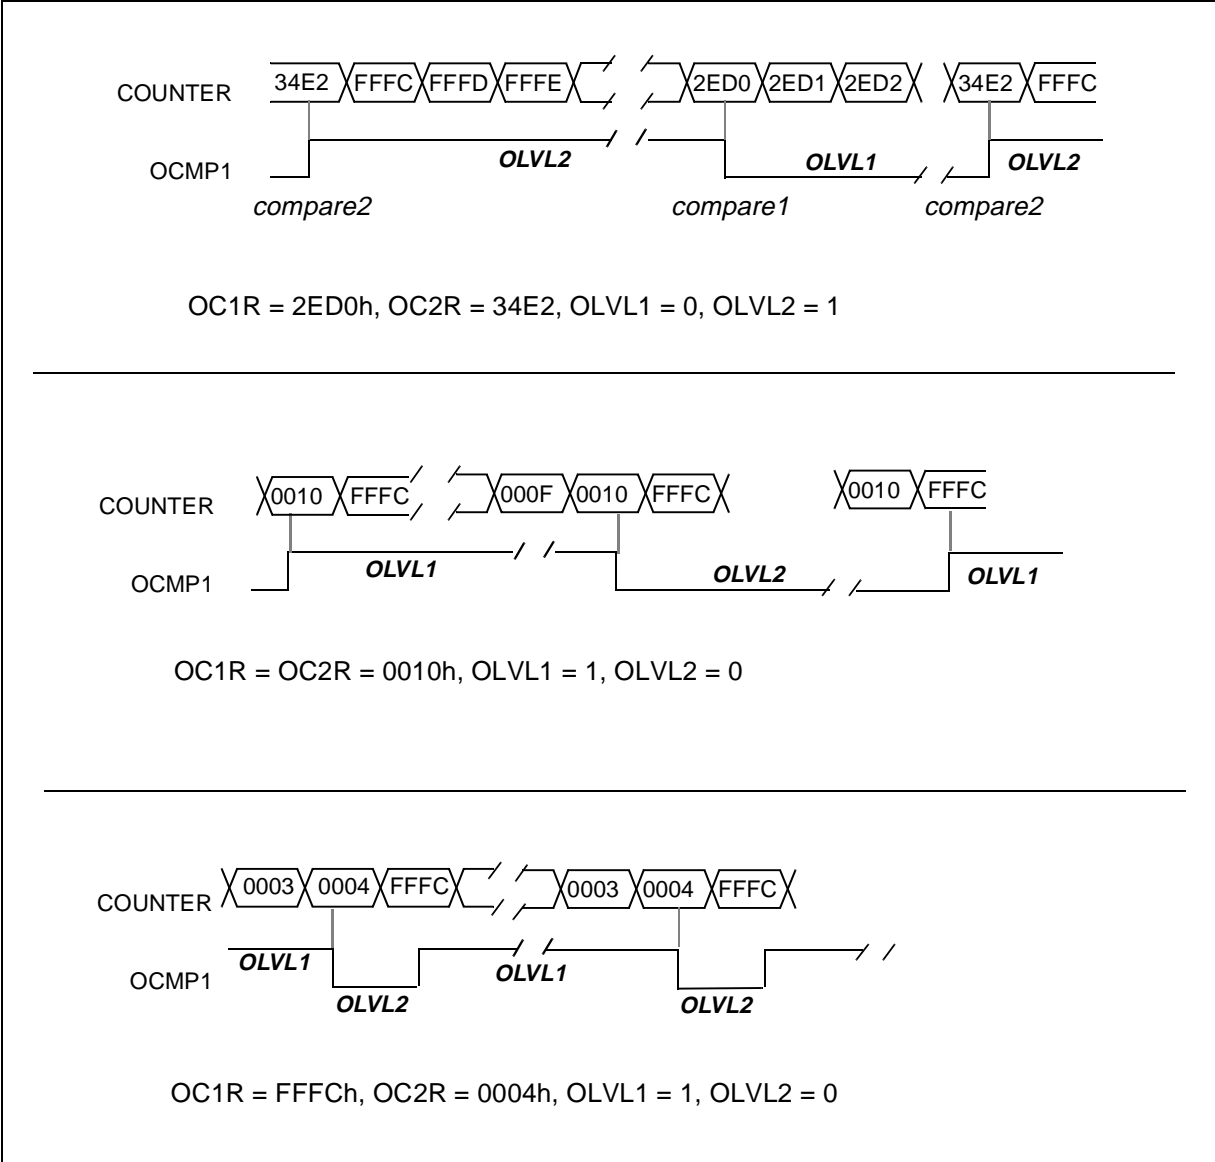 COUNTER 34E2 FFFC FFFD FFFE 2ED0 2ED1 2ED2 34E2 FFFC
OCMP1 OLVL2 OLVL1 OLVL2
compare2 compare1 compare2
OC1R = 2ED0h, OC2R = 34E2, OLVL1 = 0, OLVL2 = 1
COUNTER 0010 FFFC 000F 0010 FFFC 0010 FFFC
OCMP1 OLVL1 OLVL2 OLVL1
OC1R = OC2R = 0010h, OLVL1 = 1, OLVL2 = 0
COUNTER 0003 0004 FFFC 0003 0004 FFFC
OCMP1 OLVL1 OLVL1
OLVL2 OLVL2
OC1R = FFFCh, OC2R = 0004h, OLVL1 = 1, OLVL2 = 0